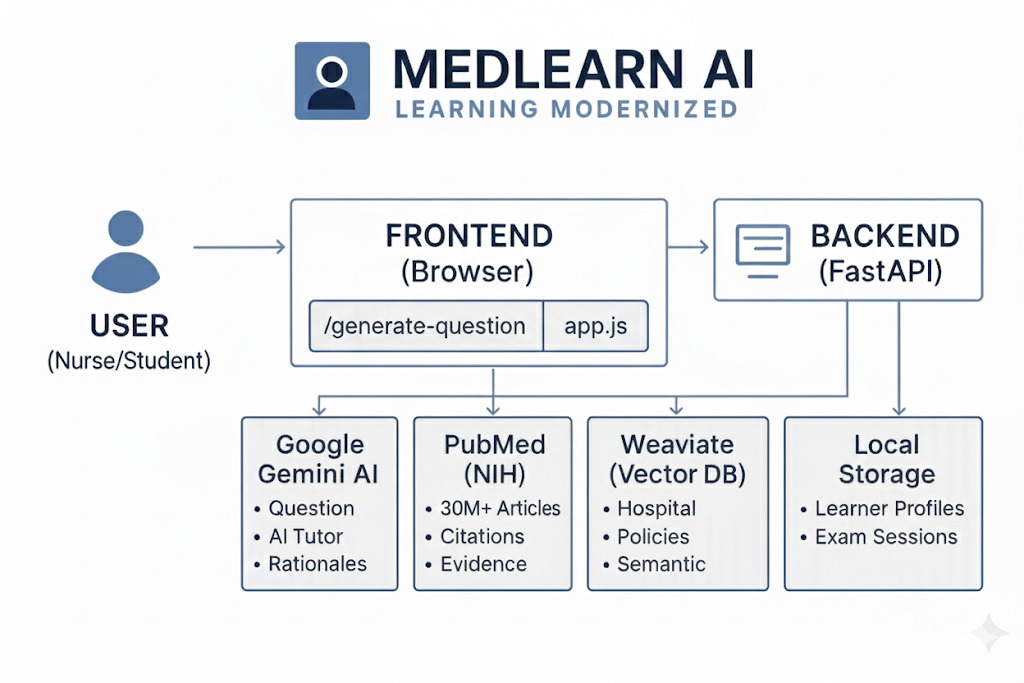 MEDLEARN AI
LEARNING MODERNIZED
USER
(Nurse/Student)
FRONTEND
(Browser)
/generate-question
app.js
BACKEND
(FastAPI)
Google
Gemini AI
• Question
• AI Tutor
• Rationales
PubMed
(NIH)
• 30M+ Articles
• Citations
• Evidence
Weaviate
(Vector DB)
• Hospital
• Policies
• Semantic
Local
Storage
• Learner Profiles
• Exam Sessions